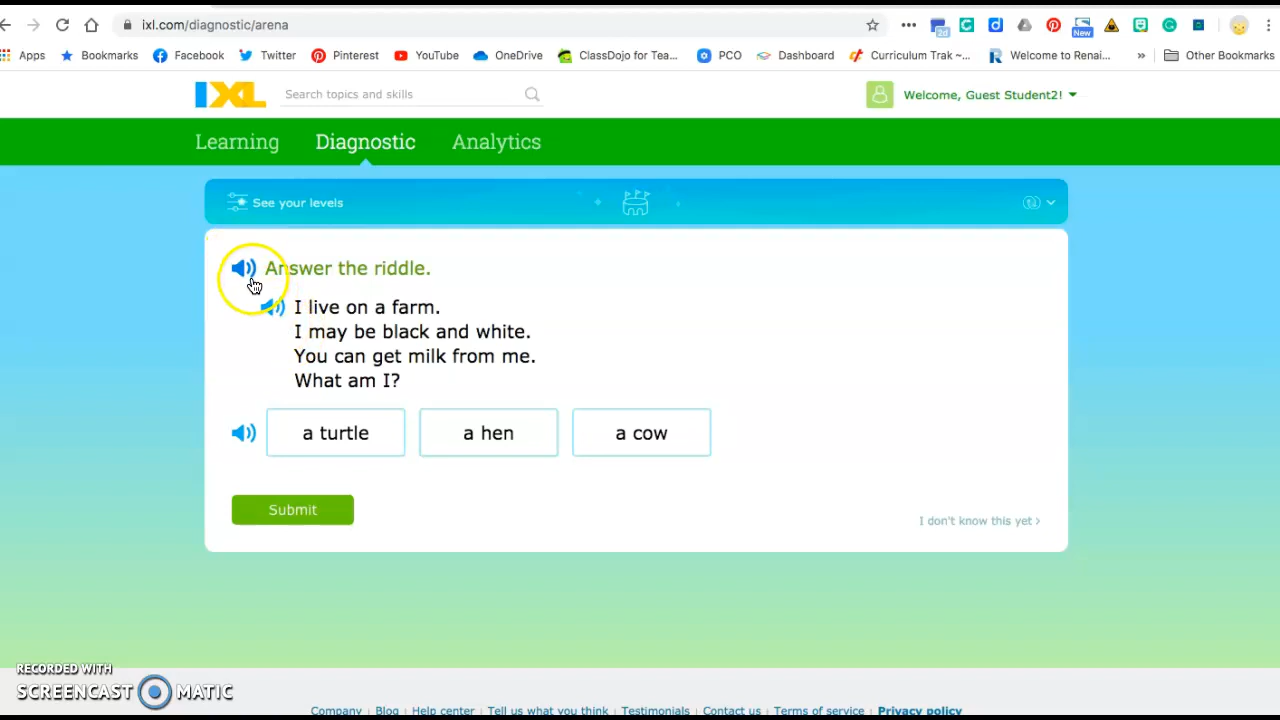 ixl.com/diagnostic/arena
2d
New
Apps Bookmarks Facebook Twitter Pinterest YouTube OneDrive ClassDojo for Tea... PCO Dashboard Curriculum Trak ~... Welcome to Renai... » Other Bookmarks
IXL Search topics and skills Welcome, Guest Student2!
Learning Diagnostic Analytics
See your levels
Answer the riddle.
I live on a farm.
I may be black and white.
You can get milk from me.
What am I?
a turtle a hen a cow
Submit
I don't know this yet >
RECORDED WITH
SCREENCAST MATIC
Company Blog Help center Tell us what you think Testimonials Contact us Terms of service Privacy policy